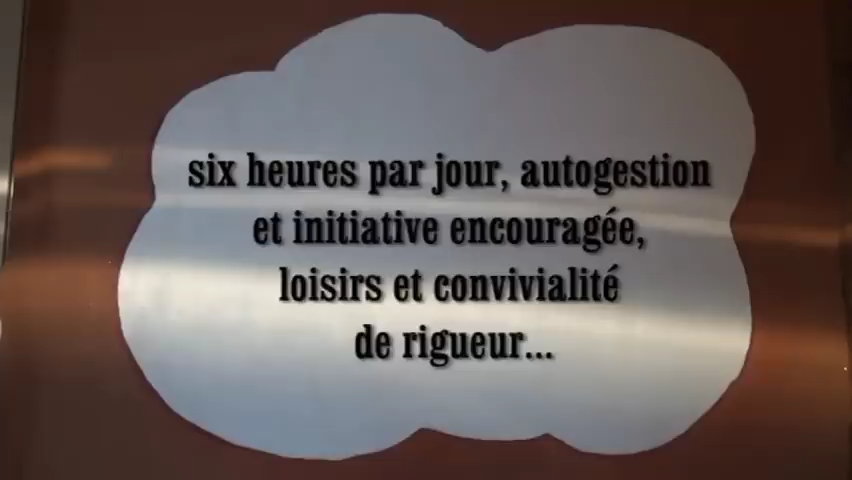 six heures par jour, autogestion
et initiative encouragée,
loisirs et convivialité
de rigueur...